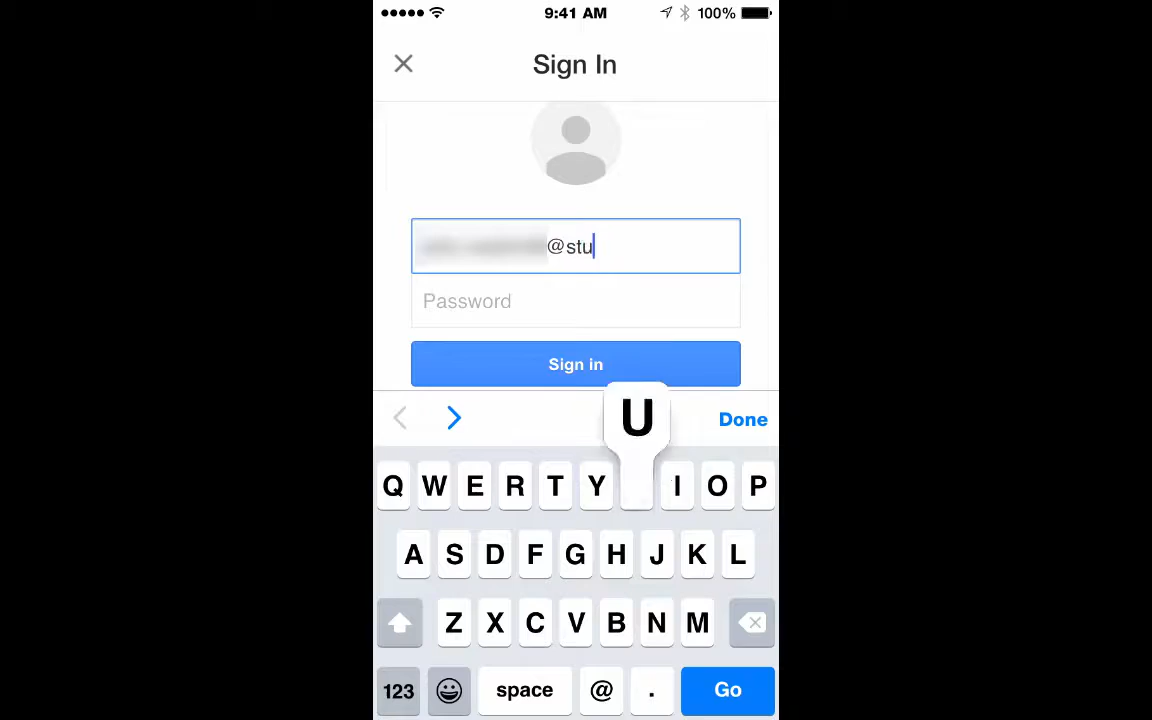 9:41 AM
100%
Sign In
@stu
Password
Sign in
Done
U
Q W E R T Y I O P
A S D F G H J K L
Z X C V B N M
123 space @ . Go